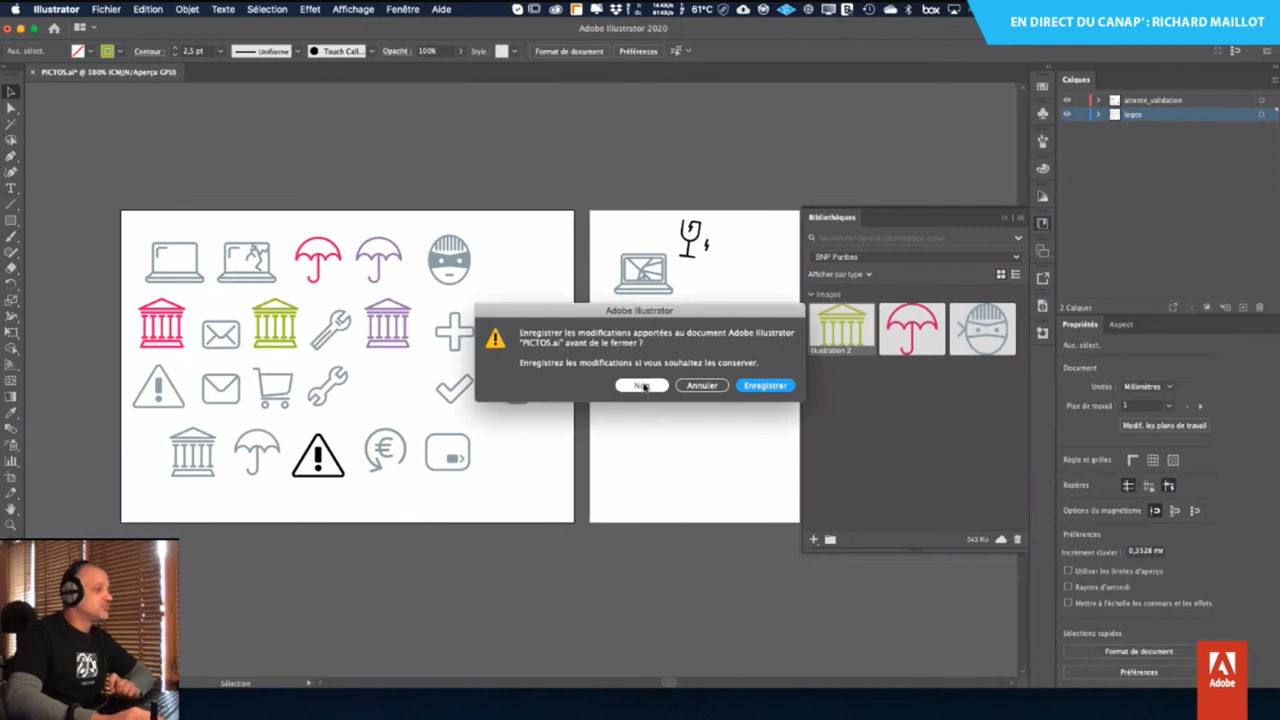 Illustrator Fichier Edition Objet Texte Sélection Effet Affichage Fenêtre Aide
61°C
box
EN DIRECT DU CANAP' : RICHARD MAILLOT
Adobe Illustrator 2020
Auc. sélect.
Contour :
2,5 pt
Uniforme
Touch Call...
Opacité :
100%
Style :
Format de document
Préférences
PICTOS.ai* @ 100% (CMJN/Aperçu GPU)
Calques
attente_validation
logos
2 Calques
Bibliothèques
Rechercher dans la bibliothèque active
BNP Paribas
Afficher par type
Images
Illustration 2
543 Ko
Adobe Illustrator
Enregistrer les modifications apportées au document Adobe Illustrator
"PICTOS.ai" avant de le fermer ?
Enregistrez les modifications si vous souhaitez les conserver.
Annuler
Enregistrer
Propriétés
Aspect
Auc. sélect.
Document
Unités :
Millimètres
Plan de travail :
1
Modif. les plans de travail
Règle et grilles
Repères
Options du magnétisme
Préférences
Incrément clavier :
0,3528 mm
Utiliser les limites d'aperçu
Rayons d'arrondi
Mettre à l'échelle les contours et les effets
Sélections rapides
Format de document
Préférences
Sélection
Adobe